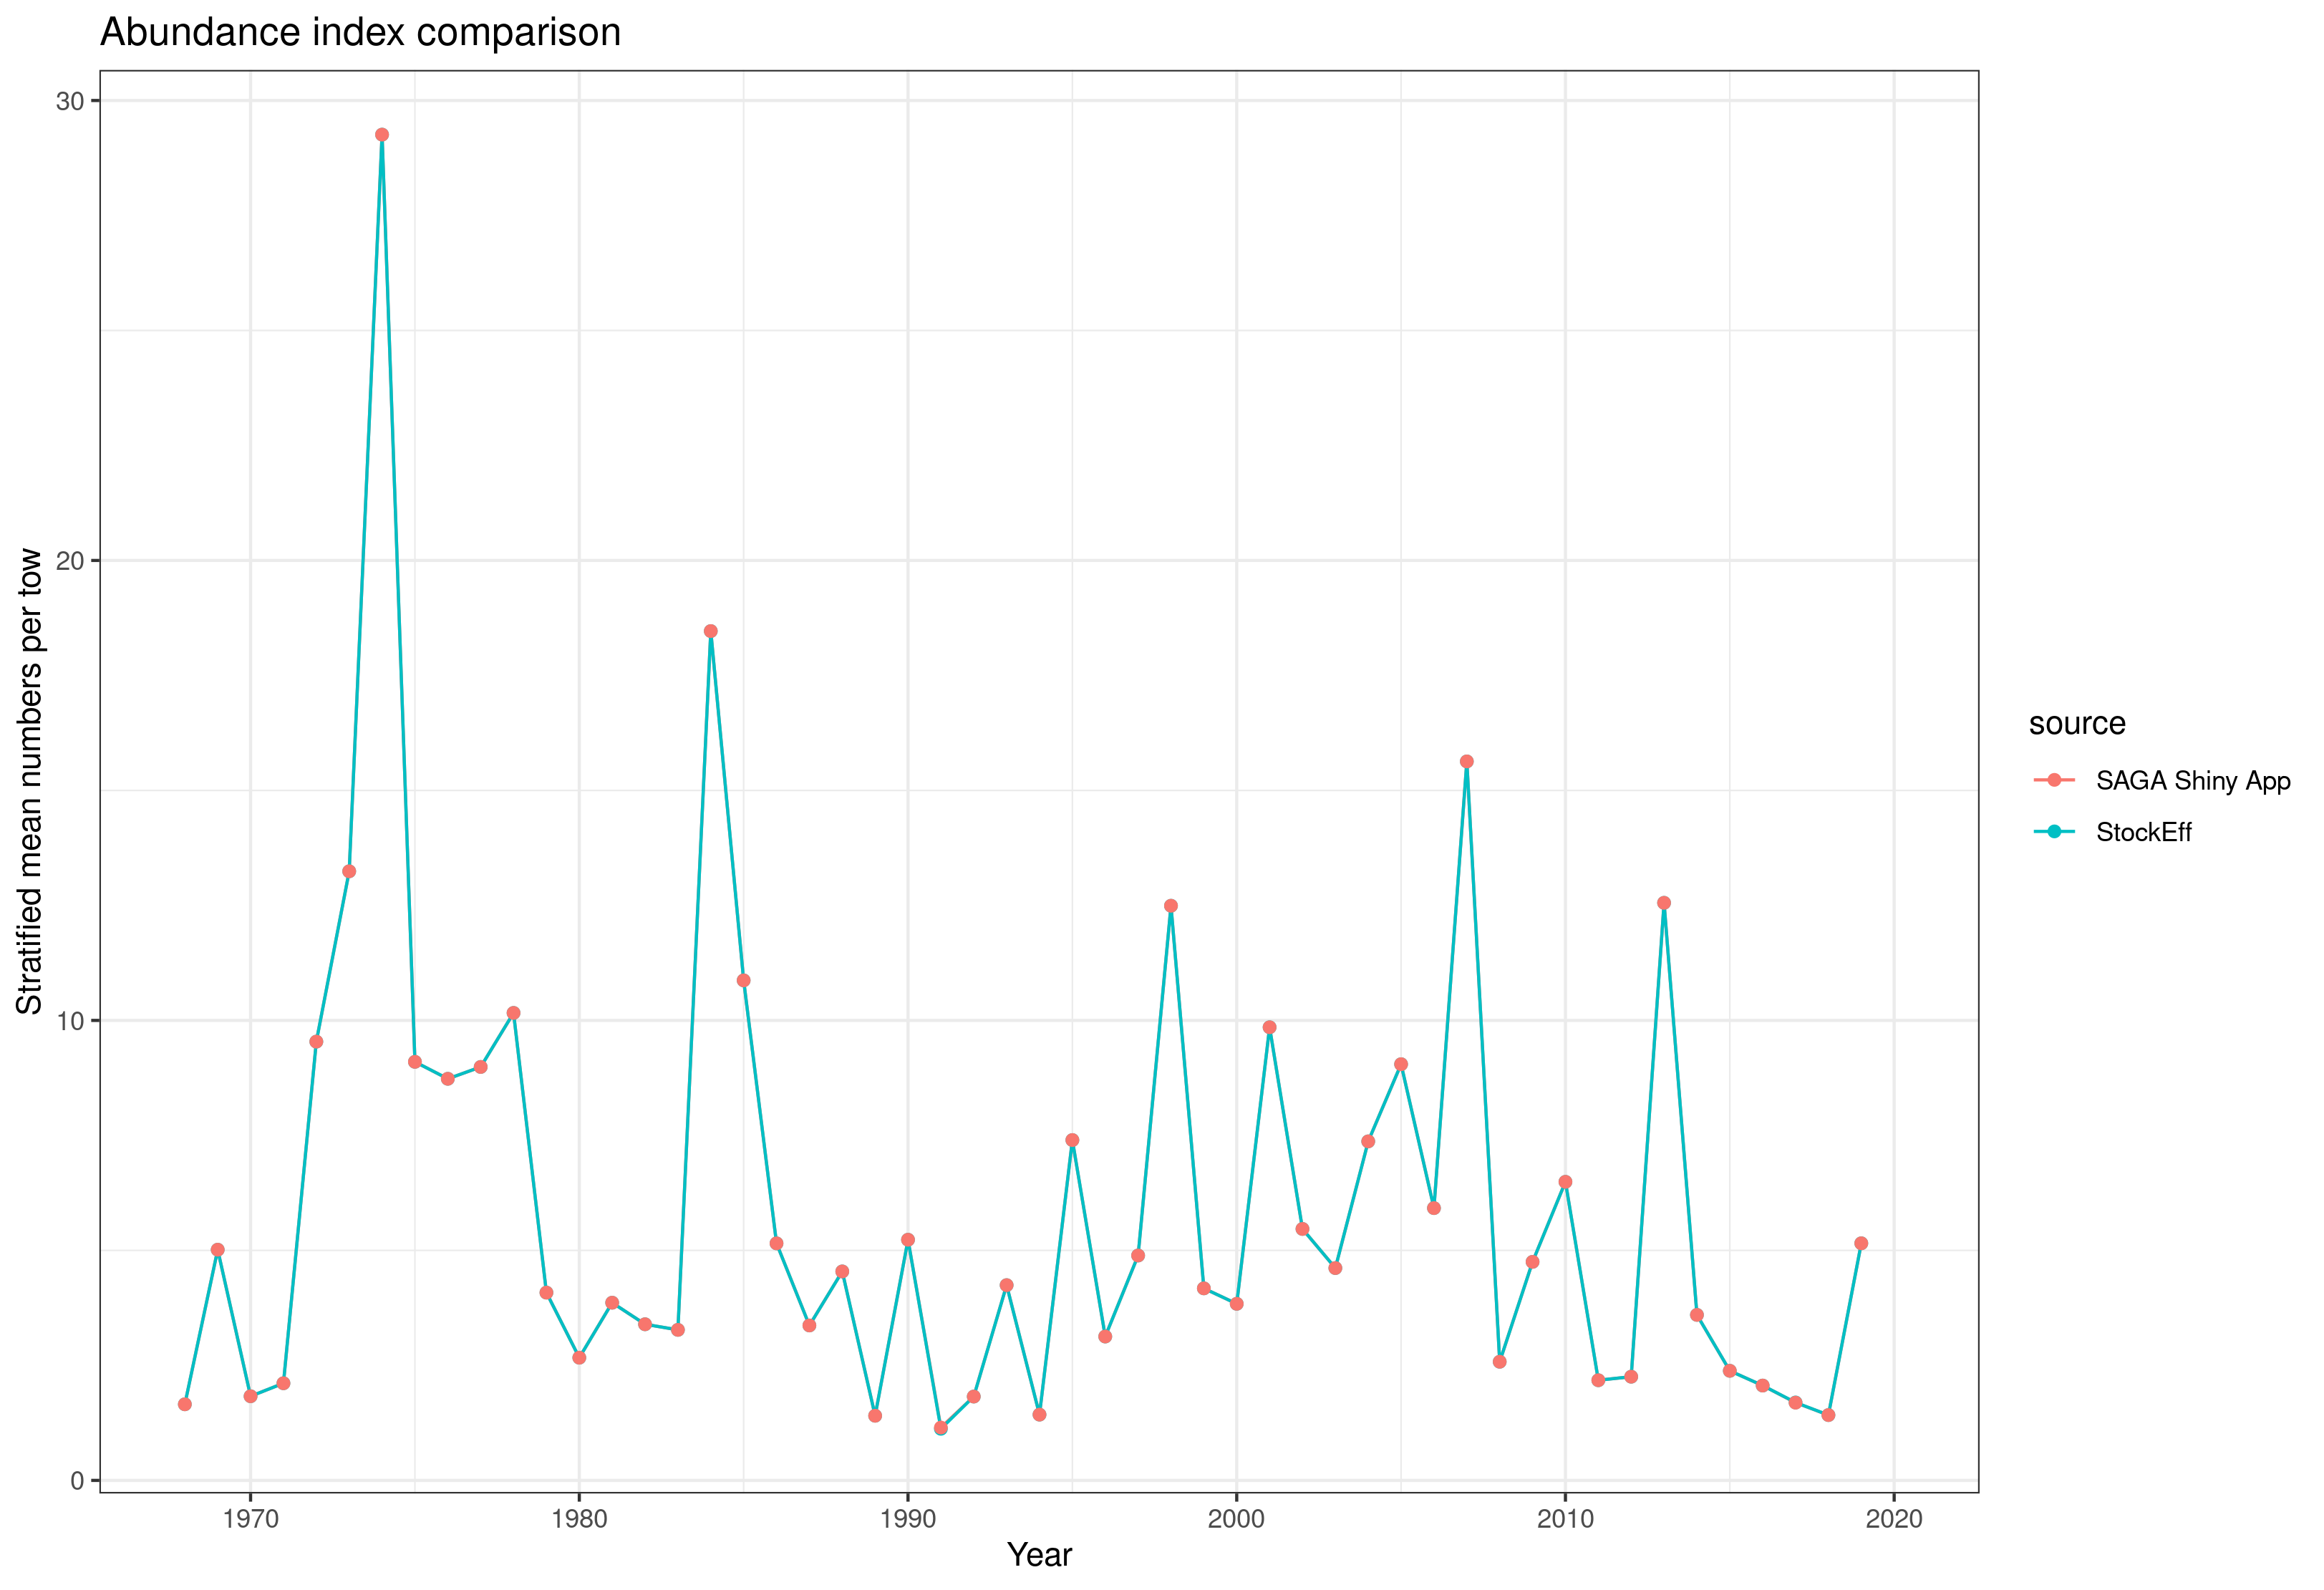 Abundance index comparison
Stratified mean numbers per tow
30
20
10
0
1970 1980 1990 2000 2010 2020
Year
source
SAGA Shiny App
StockEff